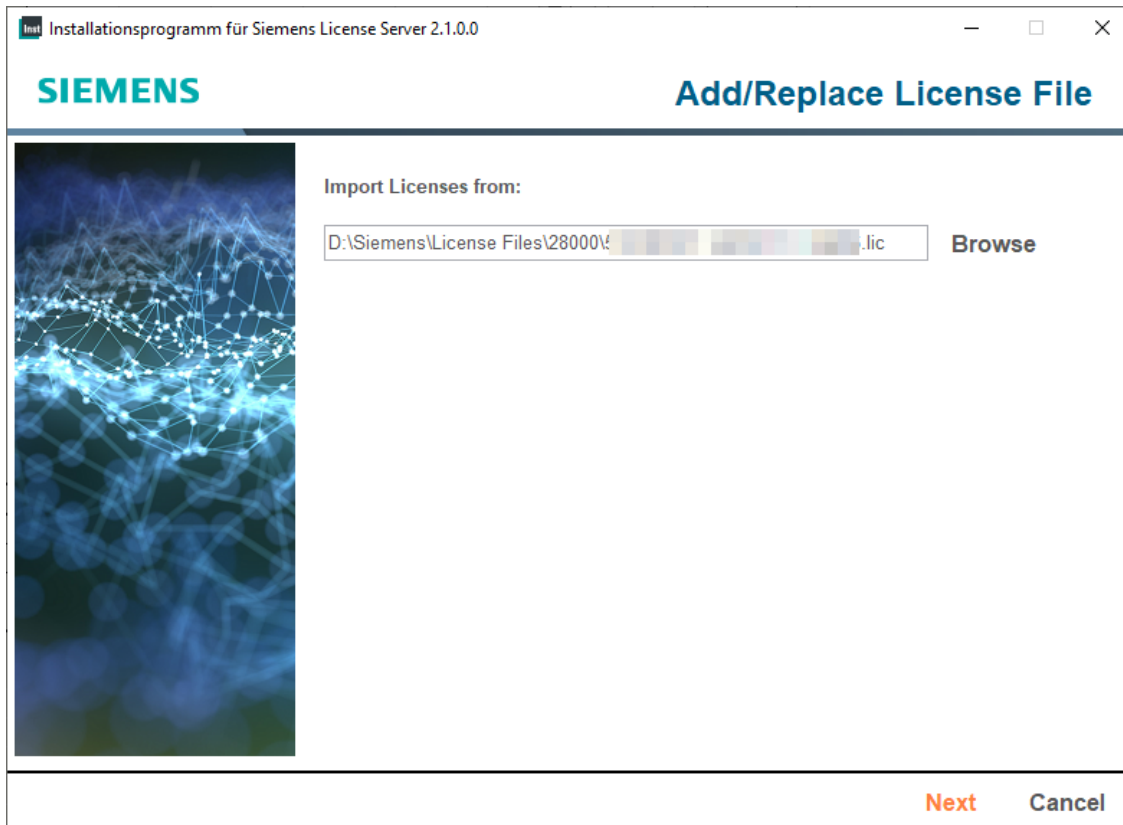 Inst Installationsprogramm für Siemens License Server 2.1.0.0
SIEMENS
Add/Replace License File
Import Licenses from:
D:\Siemens\License Files\28000\ .lic
Browse
Next Cancel